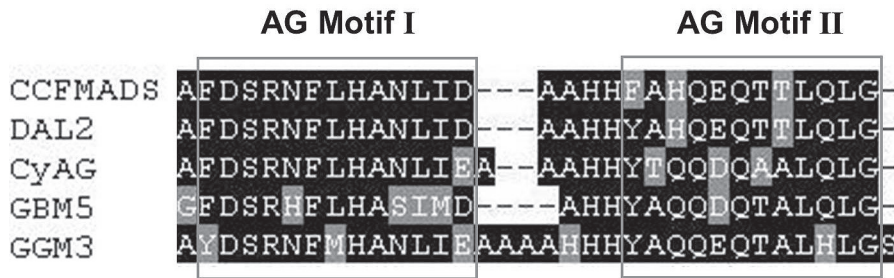 AG Motif I AG Motif II
CCFMADS AFDSRNFLHANLID---AAHHFAHQEQTTLQLG-
DAL2 AFDSRNFLHANLID---AAHHYAHQEQTTLQLG-
CyAG AFDSRNFLHANLIEA--AAHHYTQQDQAALQLG-
GBM5 GFDSRHFLHASIMD----AHHYAQQDQTALQLG-
GGM3 AYDSRNFMHANLIEAAAAHHHYAQQEQTALHLGS